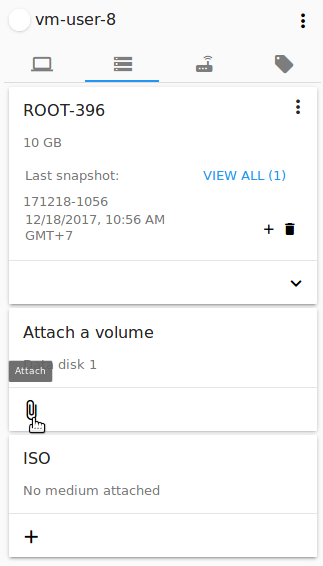 vm-user-8
ROOT-396
10 GB
Last snapshot: VIEW ALL (1)
171218-1056
12/18/2017, 10:56 AM
GMT+7
Attach a volume
disk 1
Attach
ISO
No medium attached